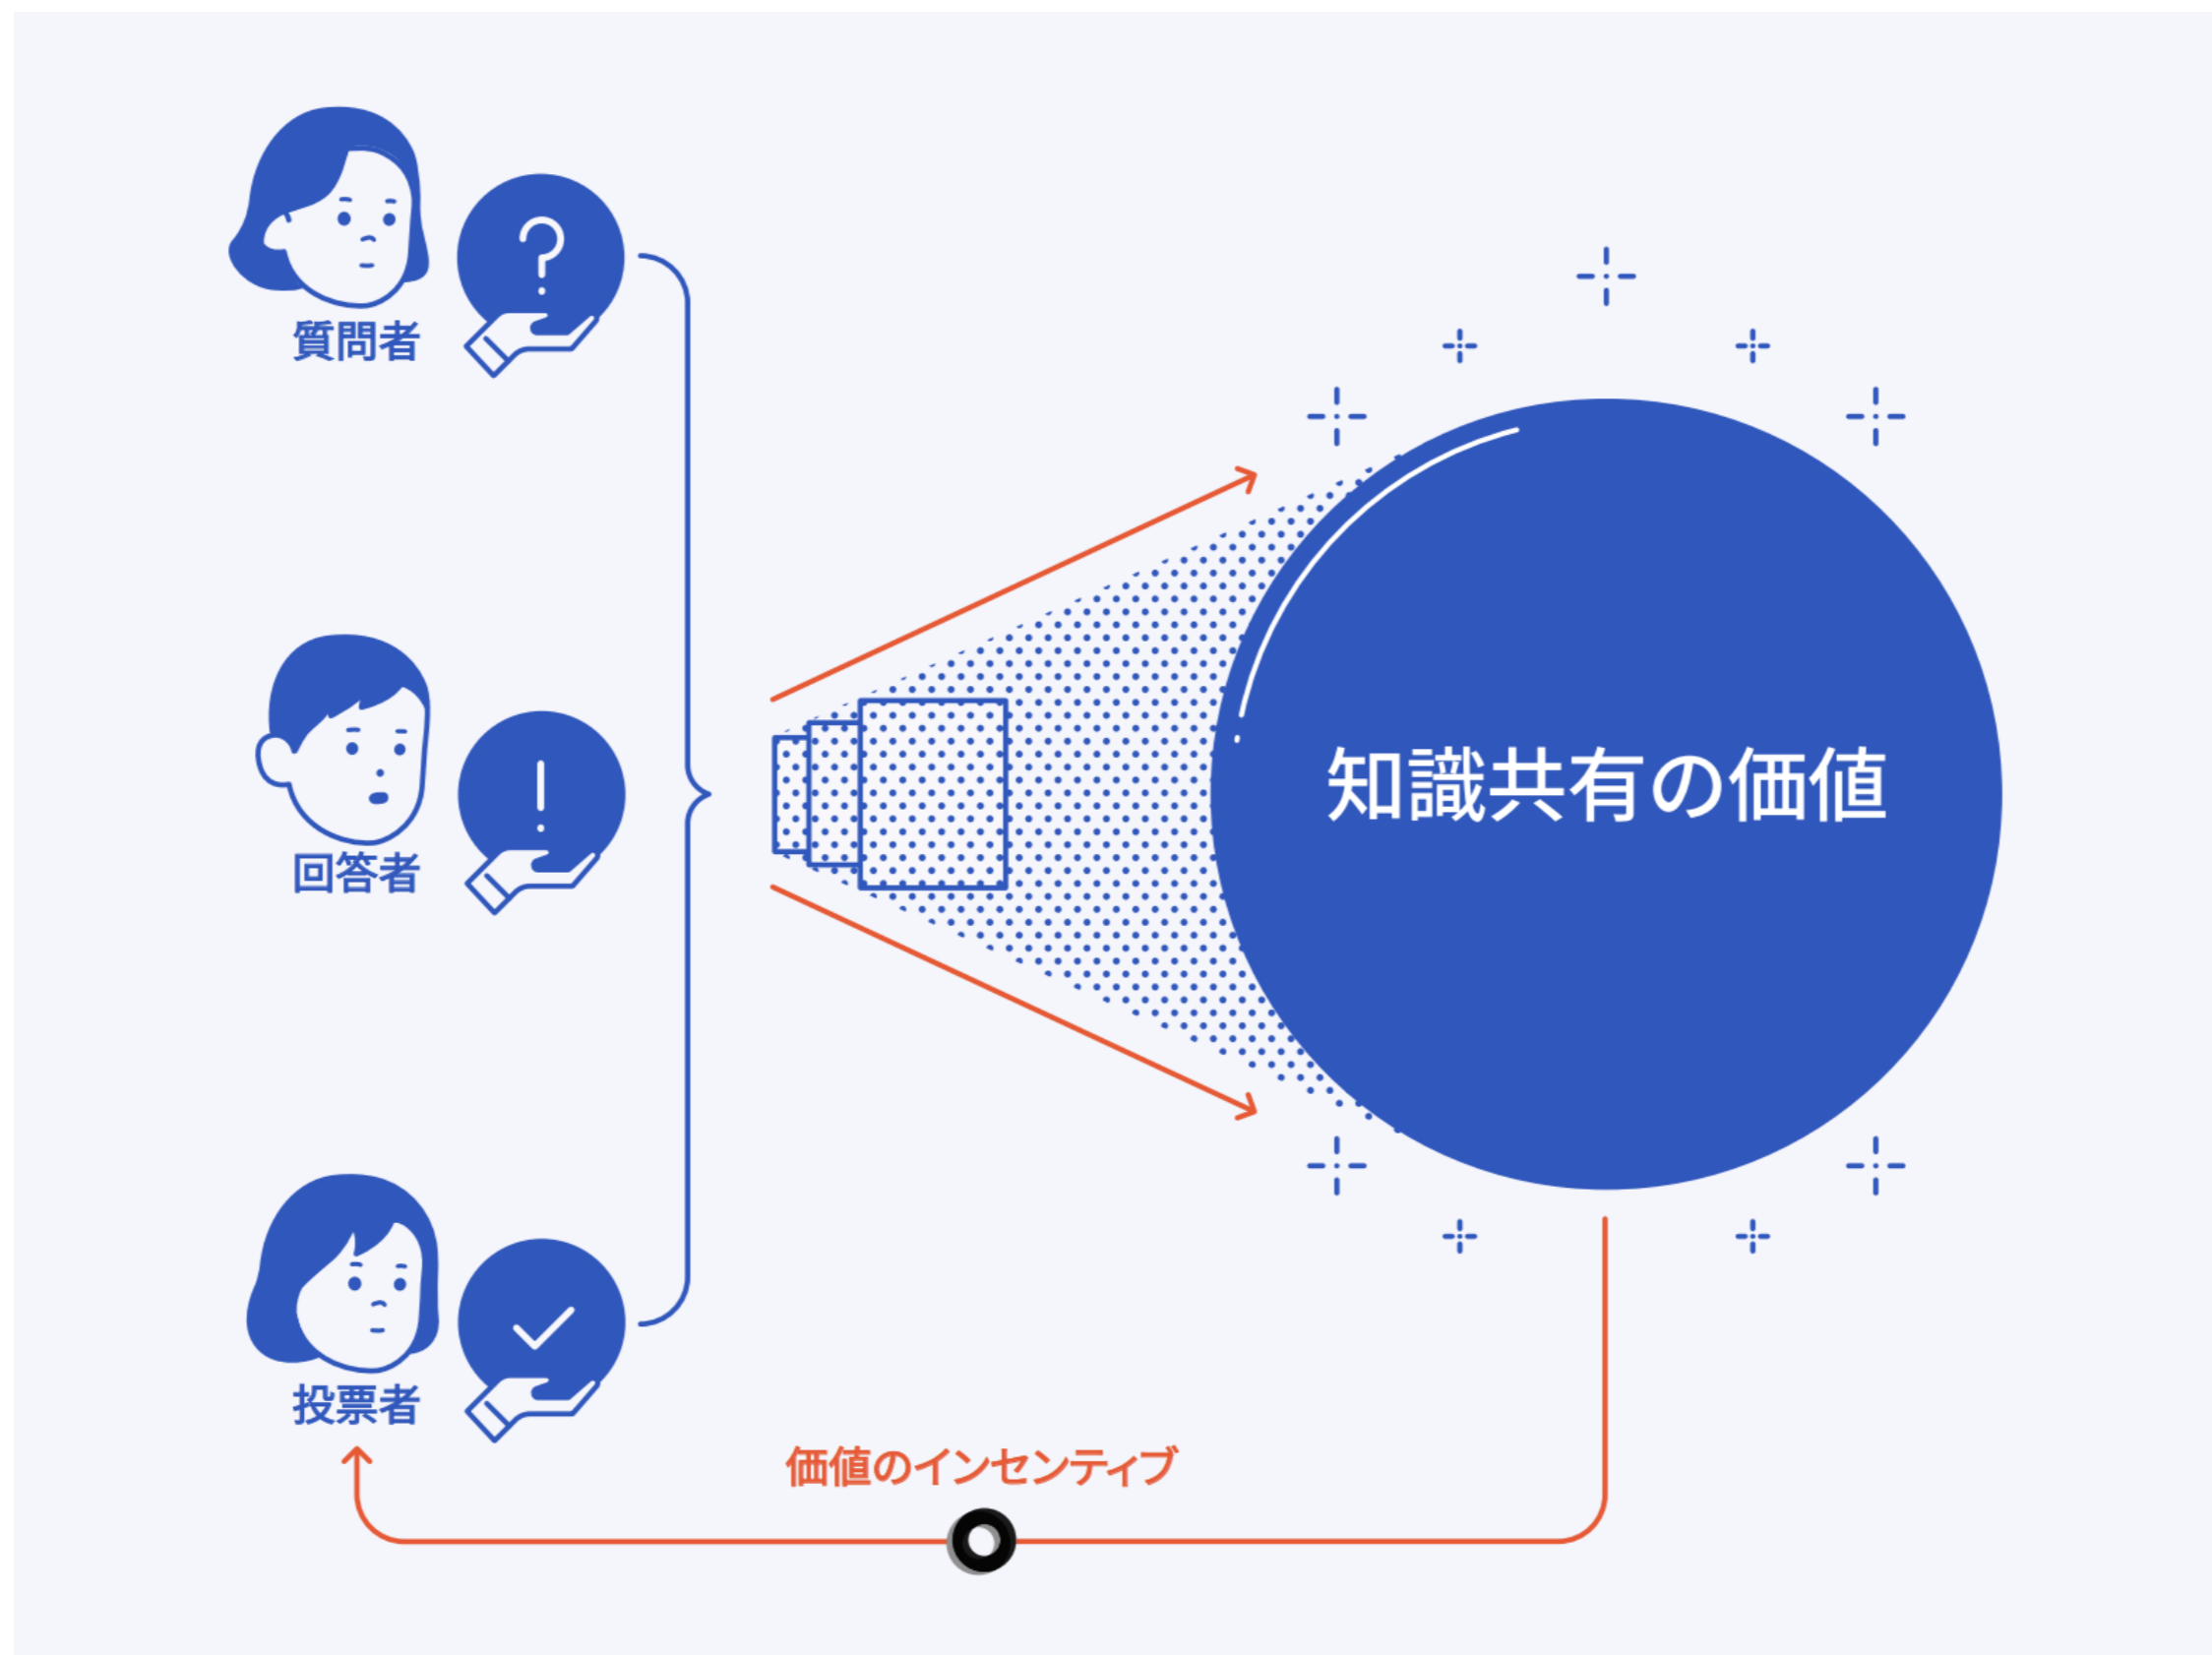 質問者
回答者
知識共有の価値
投票者
価値のインセンティブ